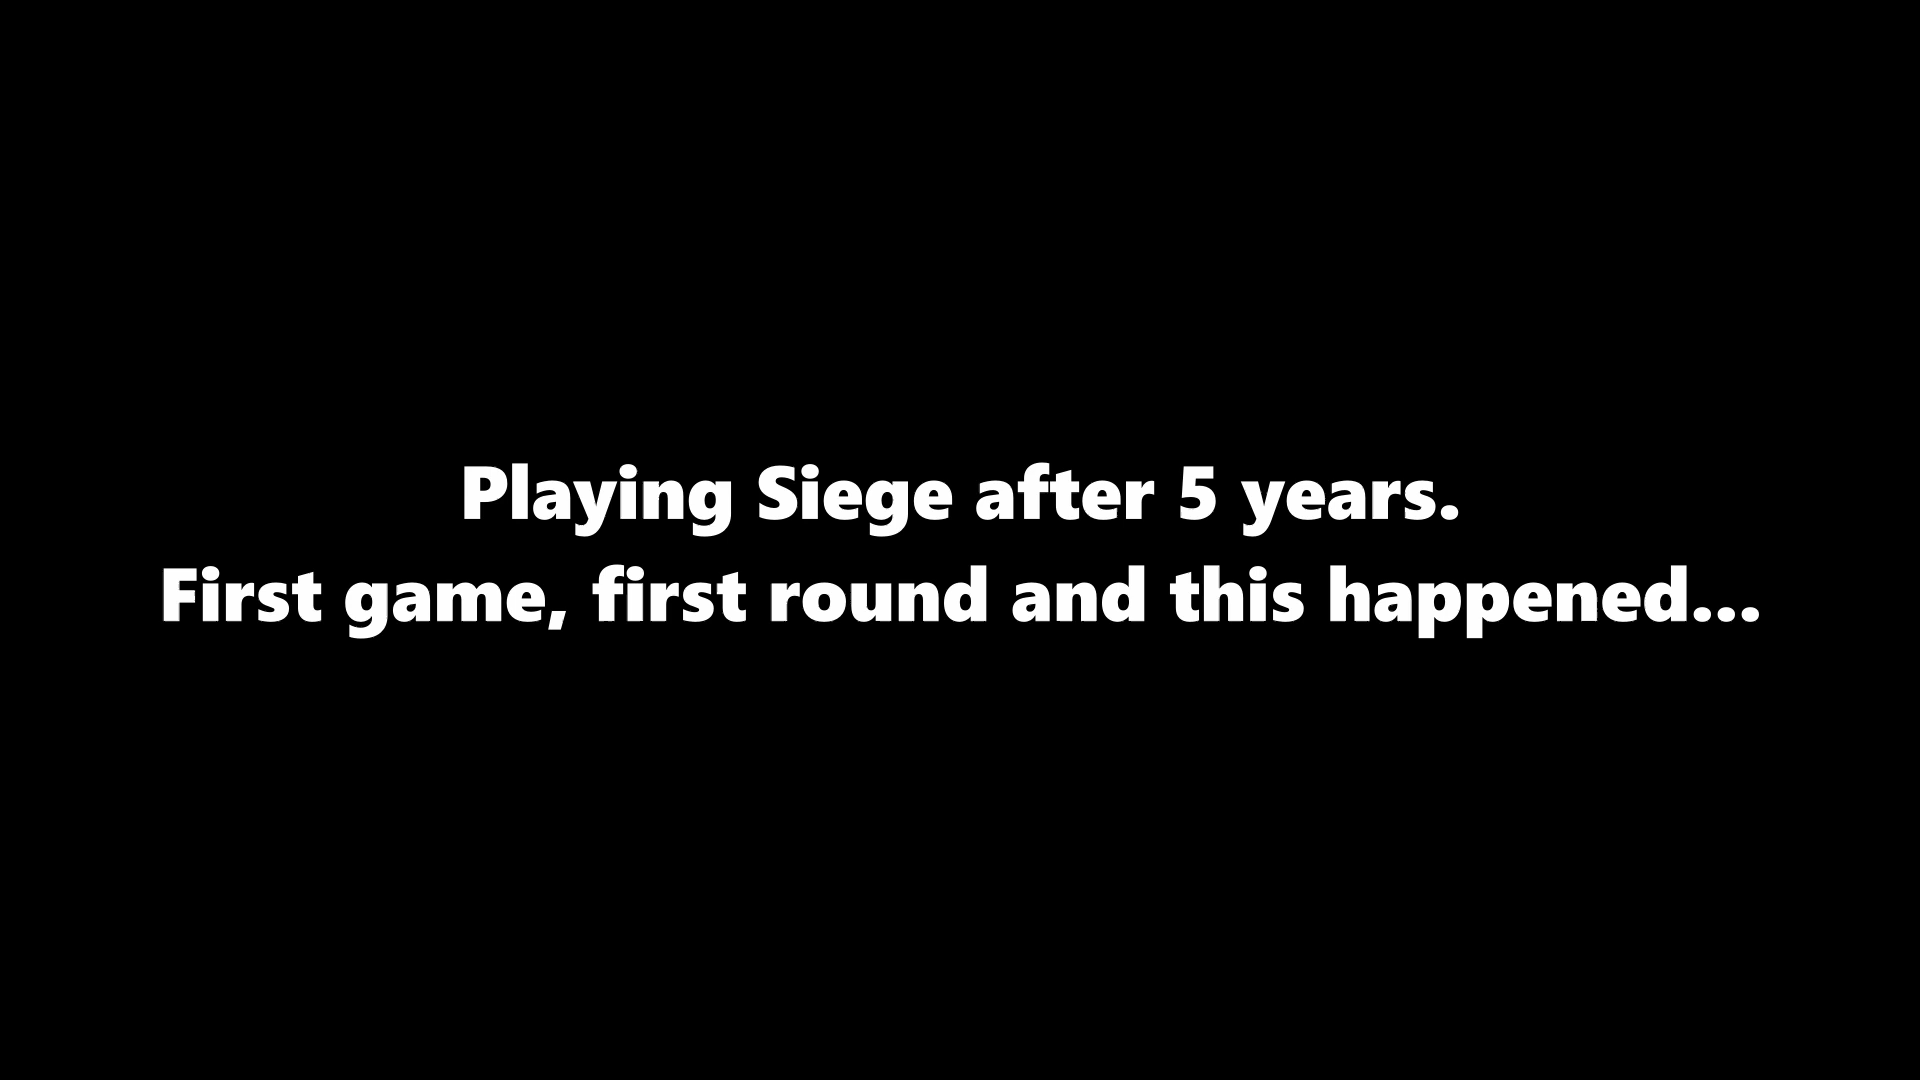 Playing Siege after 5 years.
First game, first round and this happened...